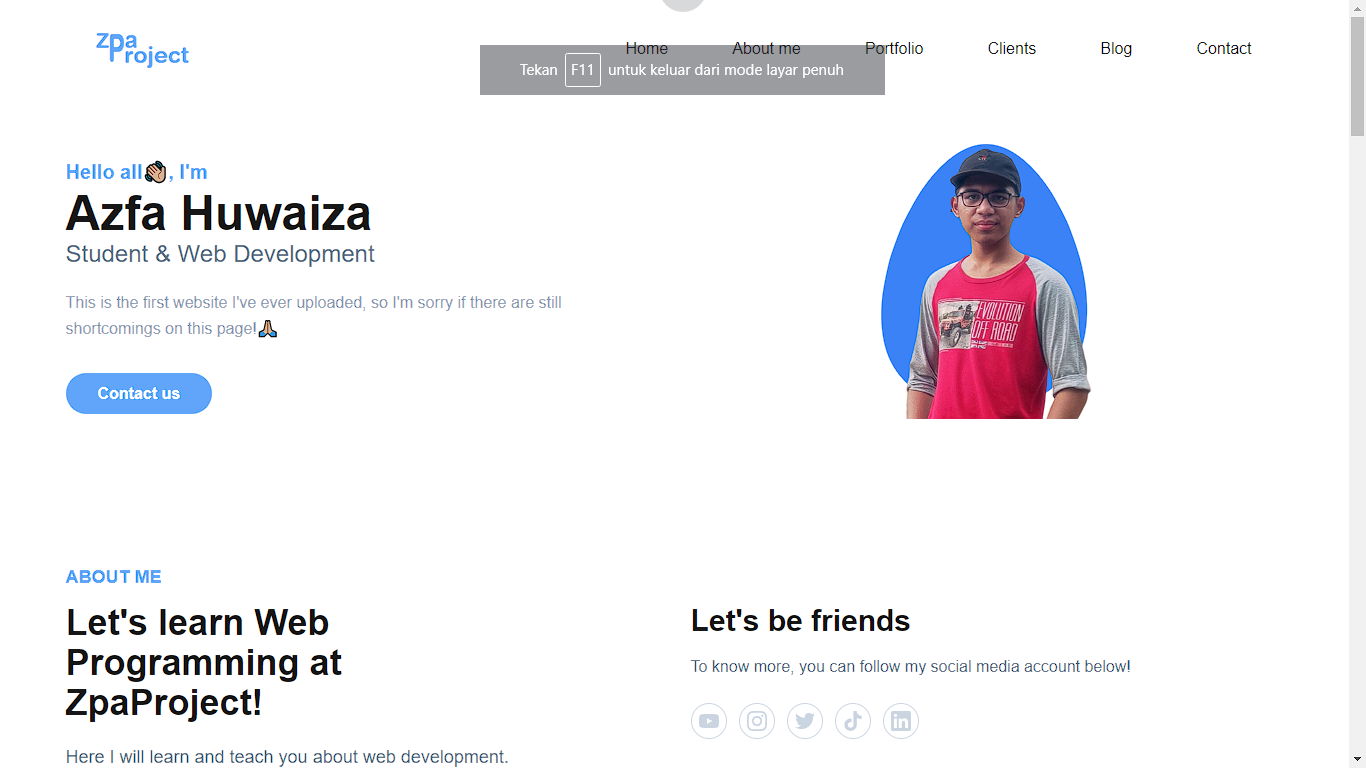 Zpa
Project
Home About me Portfolio Clients Blog Contact
Tekan F11 untuk keluar dari mode layar penuh
Hello all👏🏼, I'm
Azfa Huwaiza
Student & Web Development
This is the first website I've ever uploaded, so I'm sorry if there are still
shortcomings on this page!🙏🏼
Contact us
EVOLUTION
OFF ROAD
ABOUT ME
Let's learn Web
Programming at
ZpaProject!
Here I will learn and teach you about web development.
Let's be friends
To know more, you can follow my social media account below!